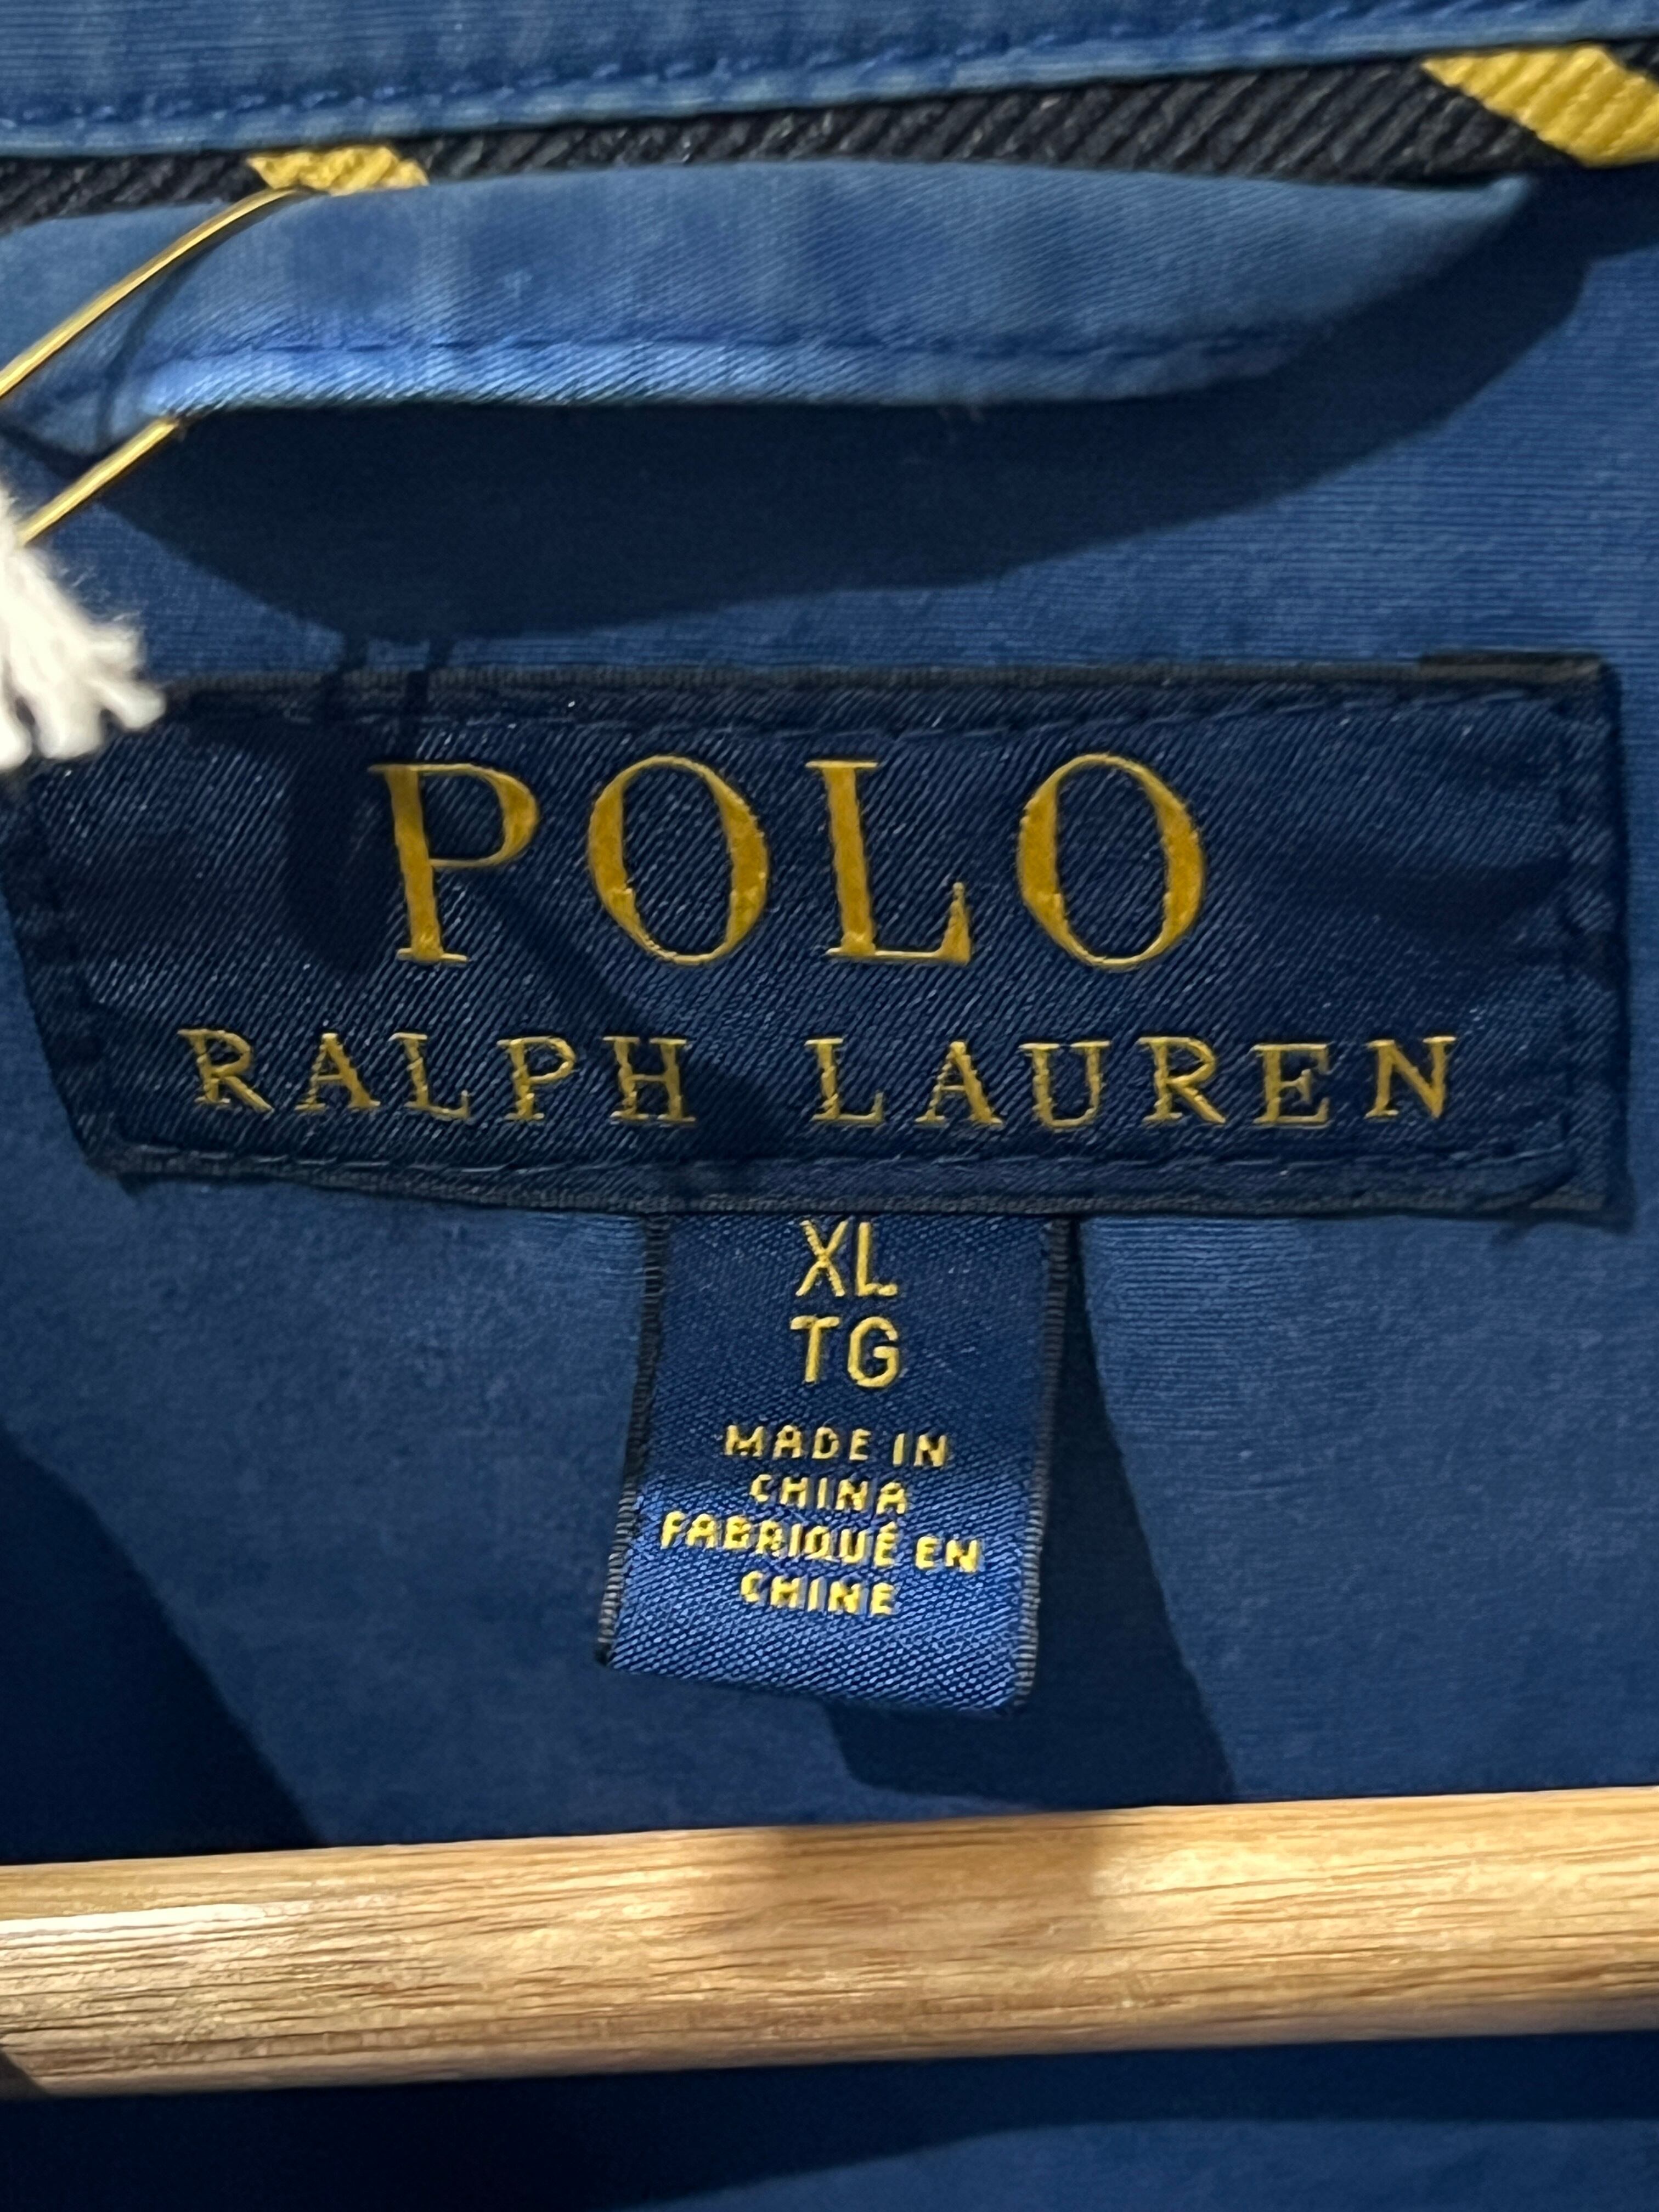 POLO
RALPH LAUREN
XL
TG
MADE IN
CHINA
FABRIQUÉ EN
CHINE